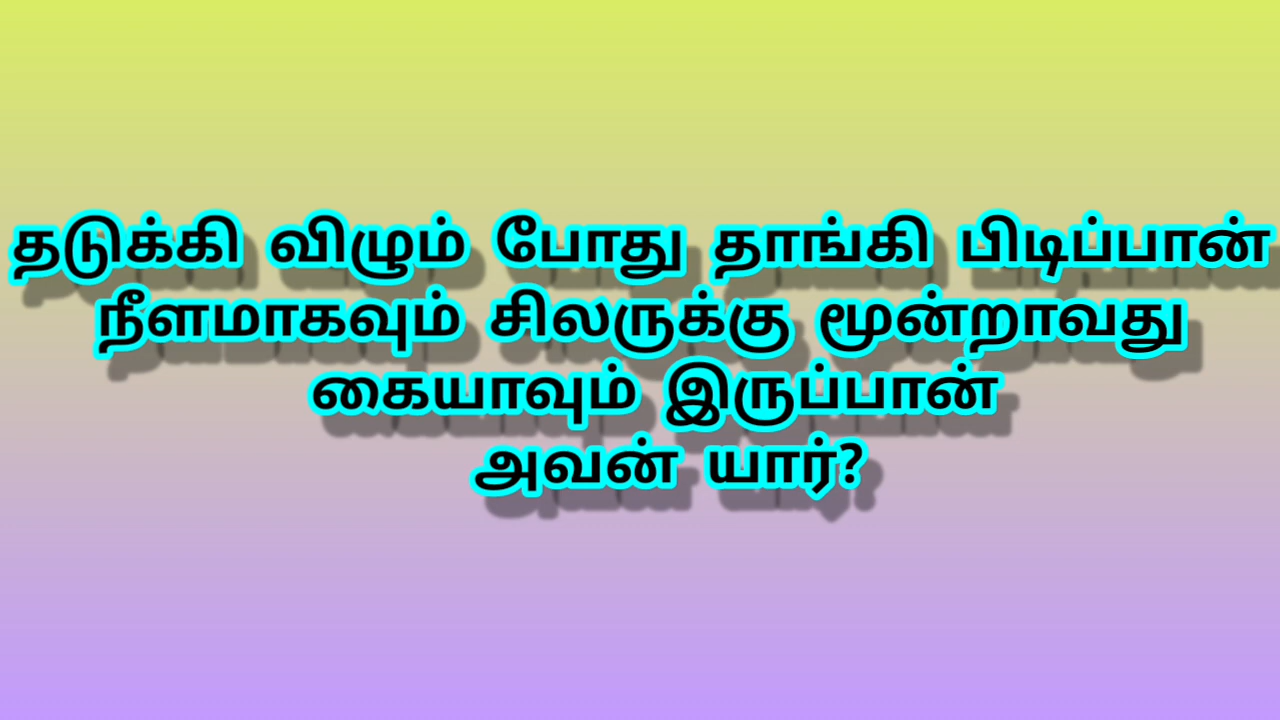 தடுக்கி விழும் போது தாங்கி பிடிப்பான்
நீளமாகவும் சிலருக்கு மூன்றாவது
கையாவும் இருப்பான்
அவன் யார்?